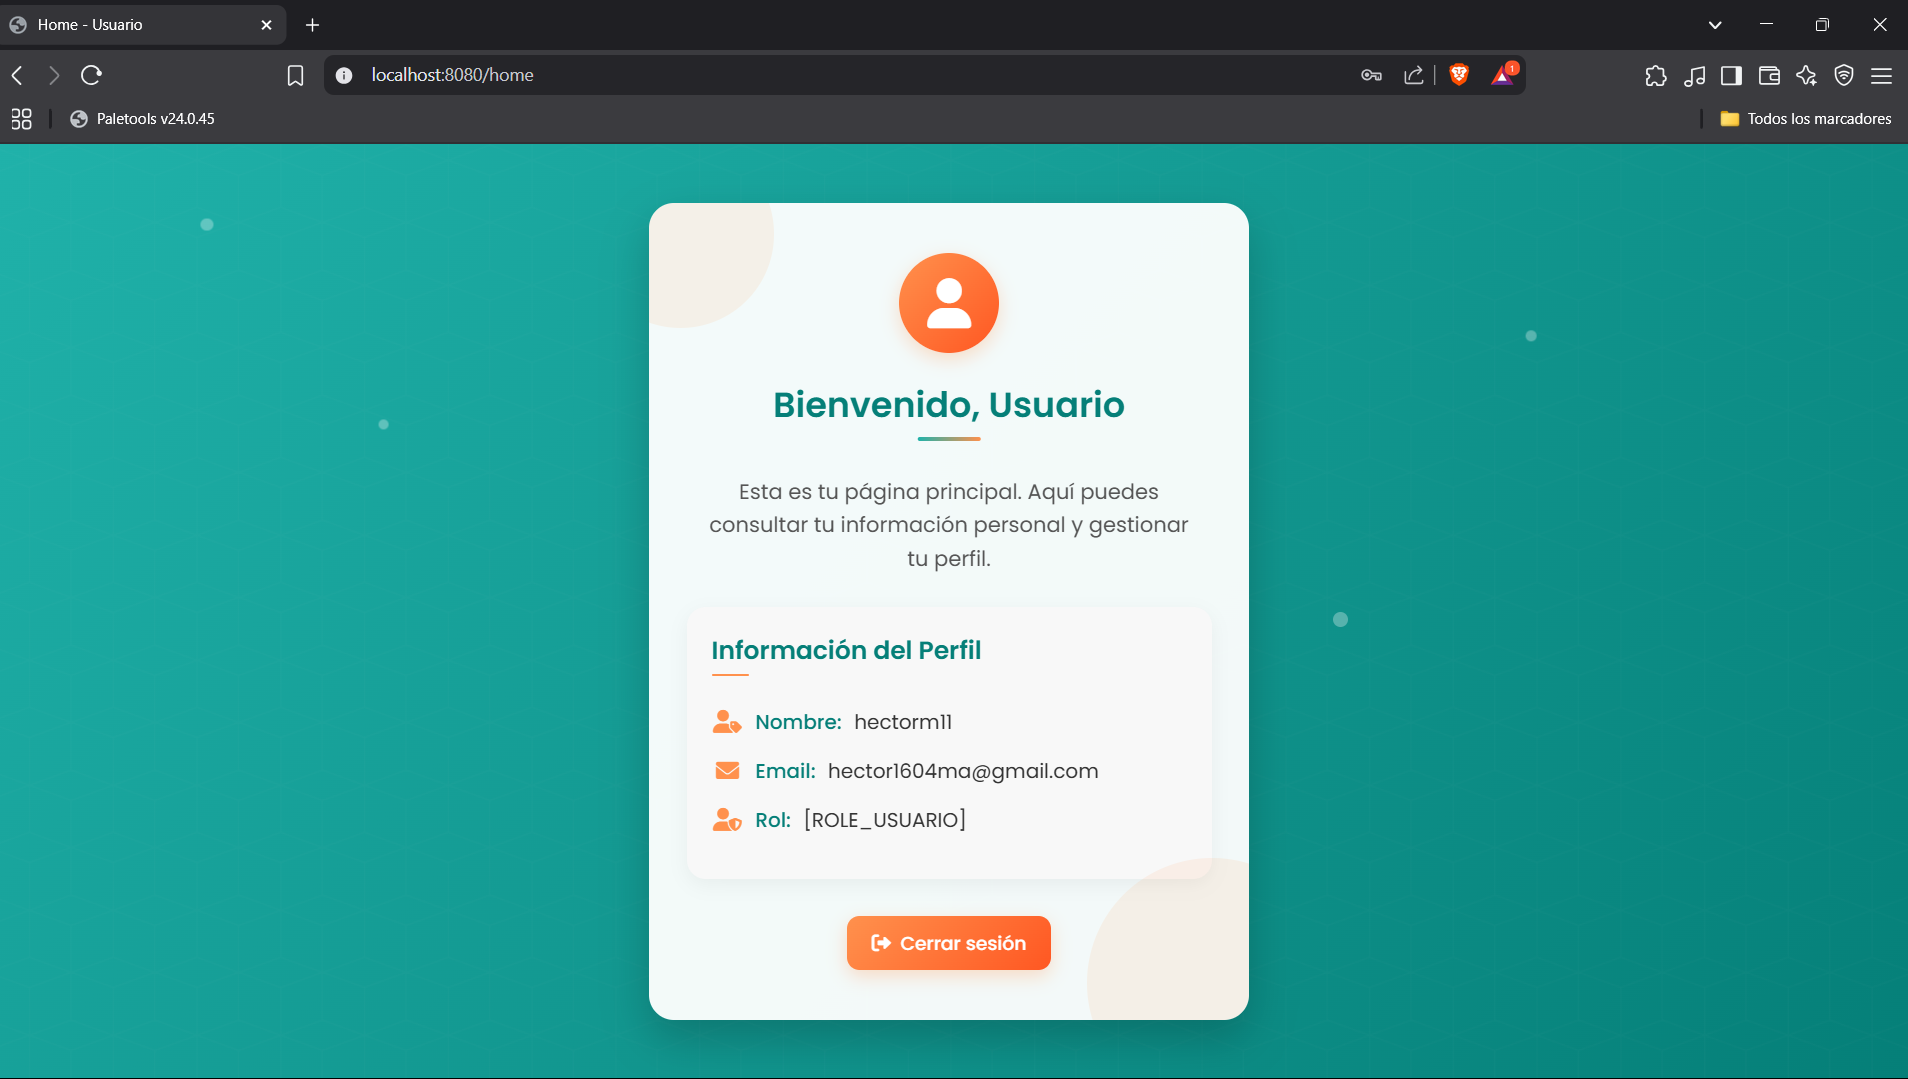 Home - Usuario
localhost:8080/home
1
Paletools v24.0.45
Todos los marcadores
Bienvenido, Usuario
Esta es tu página principal. Aquí puedes
consultar tu información personal y gestionar
tu perfil.
Información del Perfil
Nombre: hectorm11
Email: hector1604ma@gmail.com
Rol: [ROLE_USUARIO]
Cerrar sesión